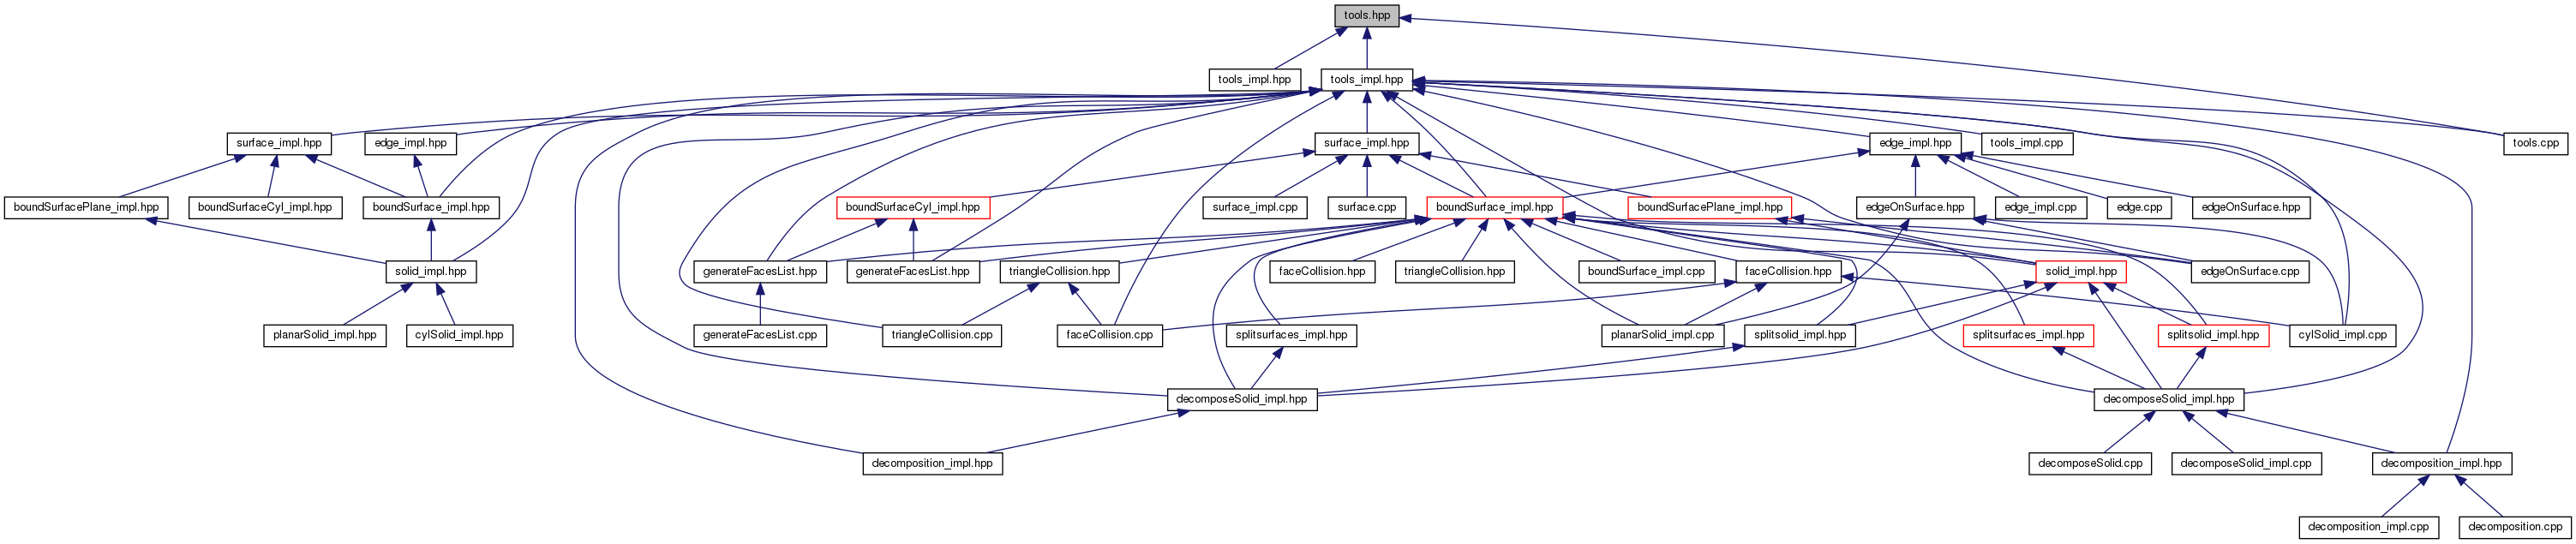 tools.hpp
tools_impl.hpp
tools_impl.hpp
surface_impl.hpp
edge_impl.hpp
surface_impl.hpp
edge_impl.hpp
tools_impl.cpp
tools.cpp
boundSurfacePlane_impl.hpp
boundSurfaceCyl_impl.hpp
boundSurface_impl.hpp
boundSurfaceCyl_impl.hpp
surface_impl.cpp
surface.cpp
boundSurface_impl.hpp
boundSurfacePlane_impl.hpp
edgeOnSurface.hpp
edge_impl.cpp
edge.cpp
edgeOnSurface.hpp
solid_impl.hpp
generateFacesList.hpp
generateFacesList.hpp
triangleCollision.hpp
faceCollision.hpp
triangleCollision.hpp
boundSurface_impl.cpp
faceCollision.hpp
solid_impl.hpp
edgeOnSurface.cpp
planarSolid_impl.hpp
cylSolid_impl.hpp
generateFacesList.cpp
triangleCollision.cpp
faceCollision.cpp
splitsurfaces_impl.hpp
planarSolid_impl.cpp
splitsolid_impl.hpp
splitsurfaces_impl.hpp
splitsolid_impl.hpp
cylSolid_impl.cpp
decomposeSolid_impl.hpp
decomposeSolid_impl.hpp
decomposition_impl.hpp
decomposeSolid.cpp
decomposeSolid_impl.cpp
decomposition_impl.hpp
decomposition_impl.cpp
decomposition.cpp